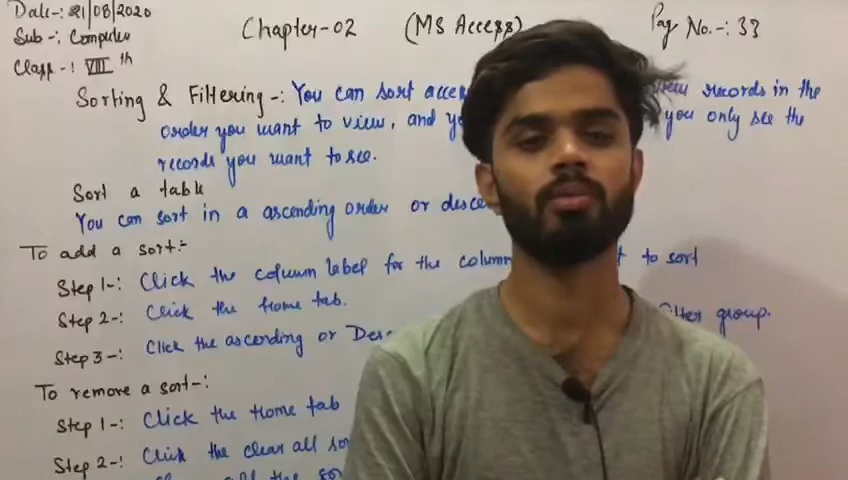 Date-: 21/08/2020
Sub-: Computer
Class-: VIII th
Chapter-02 (MS Access)
Pag No.-: 33
Sorting & Filtering-: You can sort acce records in the
order you want to view, and you only see the
records you want to see.
Sort a table
You can sort in a ascending order or desce
To add a sort:-
Step 1-: Click the column label for the column to sort
Step 2-: Click the Home tab.
Step 3-: Click the ascending or Desc group.
To remove a sort-:
Step 1-: Click the Home tab
Step 2-: Click the clear all sor